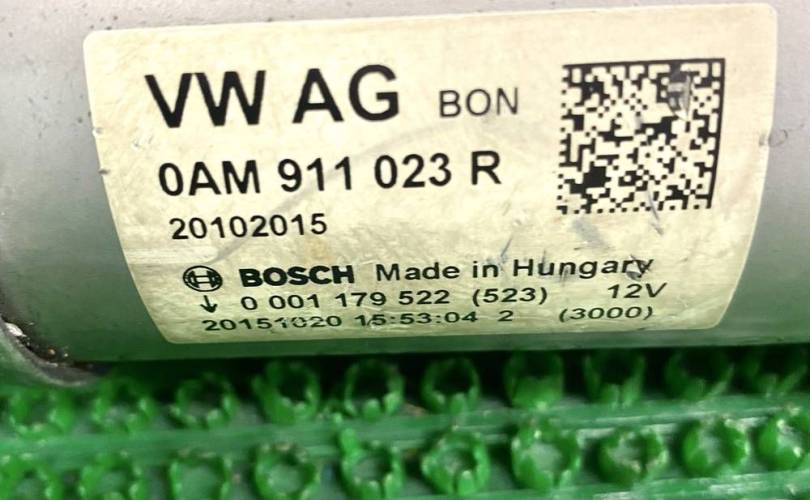 VW AG BON
0AM 911 023 R
20102015
BOSCH Made in Hungary
0 001 179 522 (523) 12V
20151020 15:53:04 2 (3000)